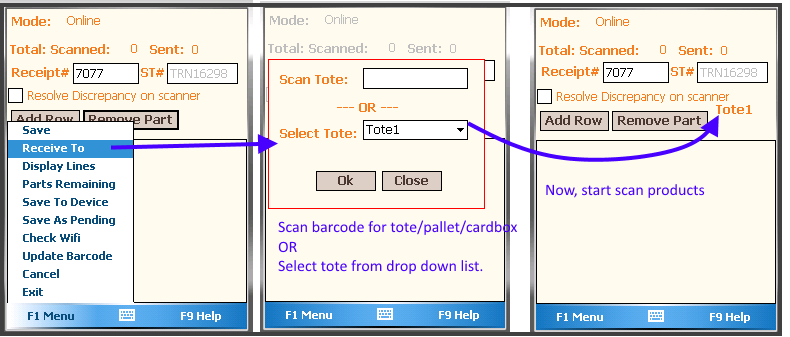 Mode: Online
Total: Scanned: 0 Sent: 0
Receipt# 7077 ST# TRN16298
Resolve Discrepancy on scanner
Add Row Remove Part
Save
Receive To
Display Lines
Parts Remaining
Save To Device
Save As Pending
Check Wifi
Update Barcode
Cancel
Exit
F1 Menu F9 Help
Mode: Online
Total: Scanned: 0 Sent: 0
Scan Tote:
--- OR ---
Select Tote: Tote1
Ok Close
Scan barcode for tote/pallet/cardbox
OR
Select tote from drop down list.
F1 Menu F9 Help
Mode: Online
Total: Scanned: 0 Sent: 0
Receipt# 7077 ST# TRN16298
Resolve Discrepancy on scanner
Tote1
Add Row Remove Part
Now, start scan products
F1 Menu F9 Help